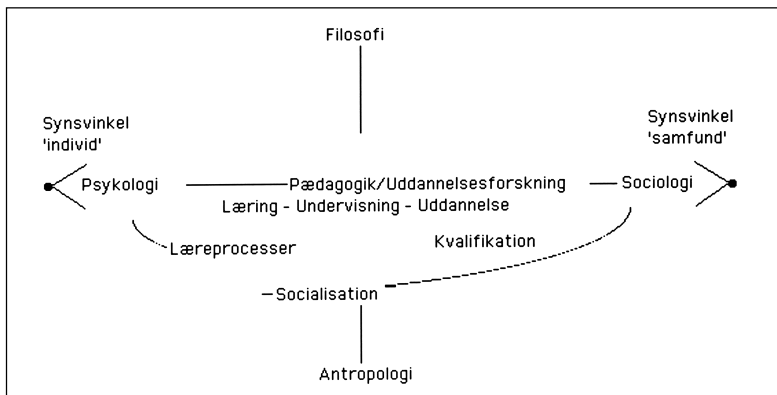 Filosofi
Synsvinkel
'individ'
Synsvinkel
'samfund'
Psykologi
Pædagogik/Uddannelsesforskning
Sociologi
Læring - Undervisning - Uddannelse
Læreprocesser
Kvalifikation
Socialisation
Antropologi